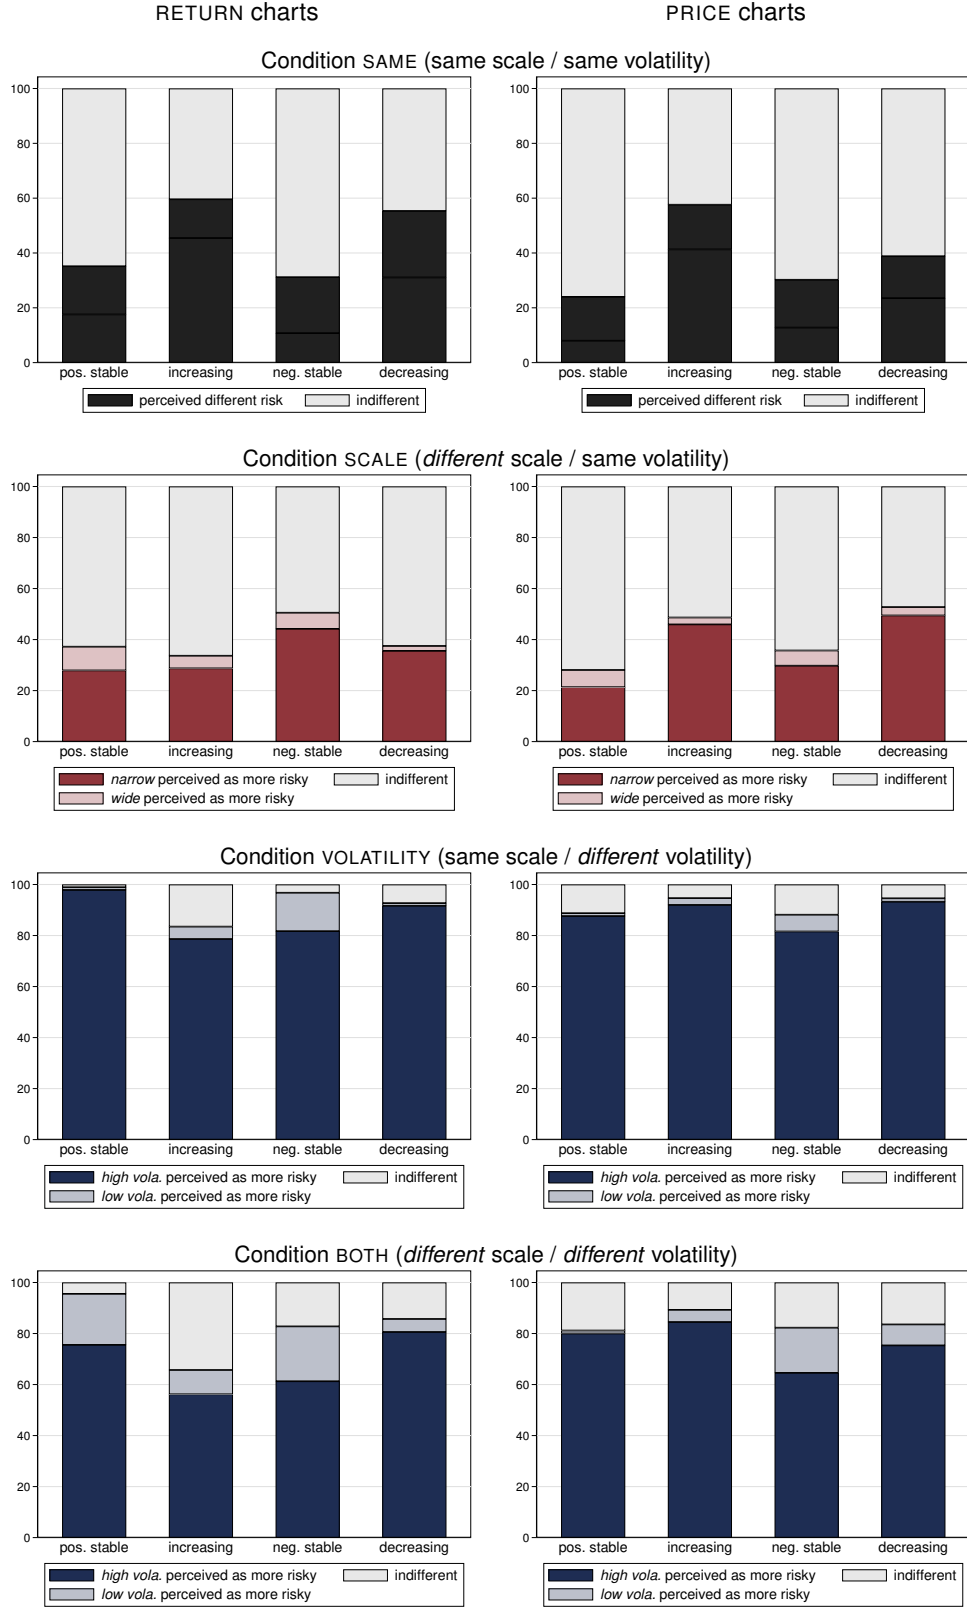 RETURN charts
PRICE charts
Condition SAME (same scale / same volatility)
100
80
60
40
20
0
pos. stable increasing neg. stable decreasing
perceived different risk indifferent
100
80
60
40
20
0
pos. stable increasing neg. stable decreasing
perceived different risk indifferent
Condition SCALE (different scale / same volatility)
100
80
60
40
20
0
pos. stable increasing neg. stable decreasing
narrow perceived as more risky indifferent
wide perceived as more risky
100
80
60
40
20
0
pos. stable increasing neg. stable decreasing
narrow perceived as more risky indifferent
wide perceived as more risky
Condition VOLATILITY (same scale / different volatility)
100
80
60
40
20
0
pos. stable increasing neg. stable decreasing
high vola. perceived as more risky indifferent
low vola. perceived as more risky
100
80
60
40
20
0
pos. stable increasing neg. stable decreasing
high vola. perceived as more risky indifferent
low vola. perceived as more risky
Condition BOTH (different scale / different volatility)
100
80
60
40
20
0
pos. stable increasing neg. stable decreasing
high vola. perceived as more risky indifferent
low vola. perceived as more risky
100
80
60
40
20
0
pos. stable increasing neg. stable decreasing
high vola. perceived as more risky indifferent
low vola. perceived as more risky